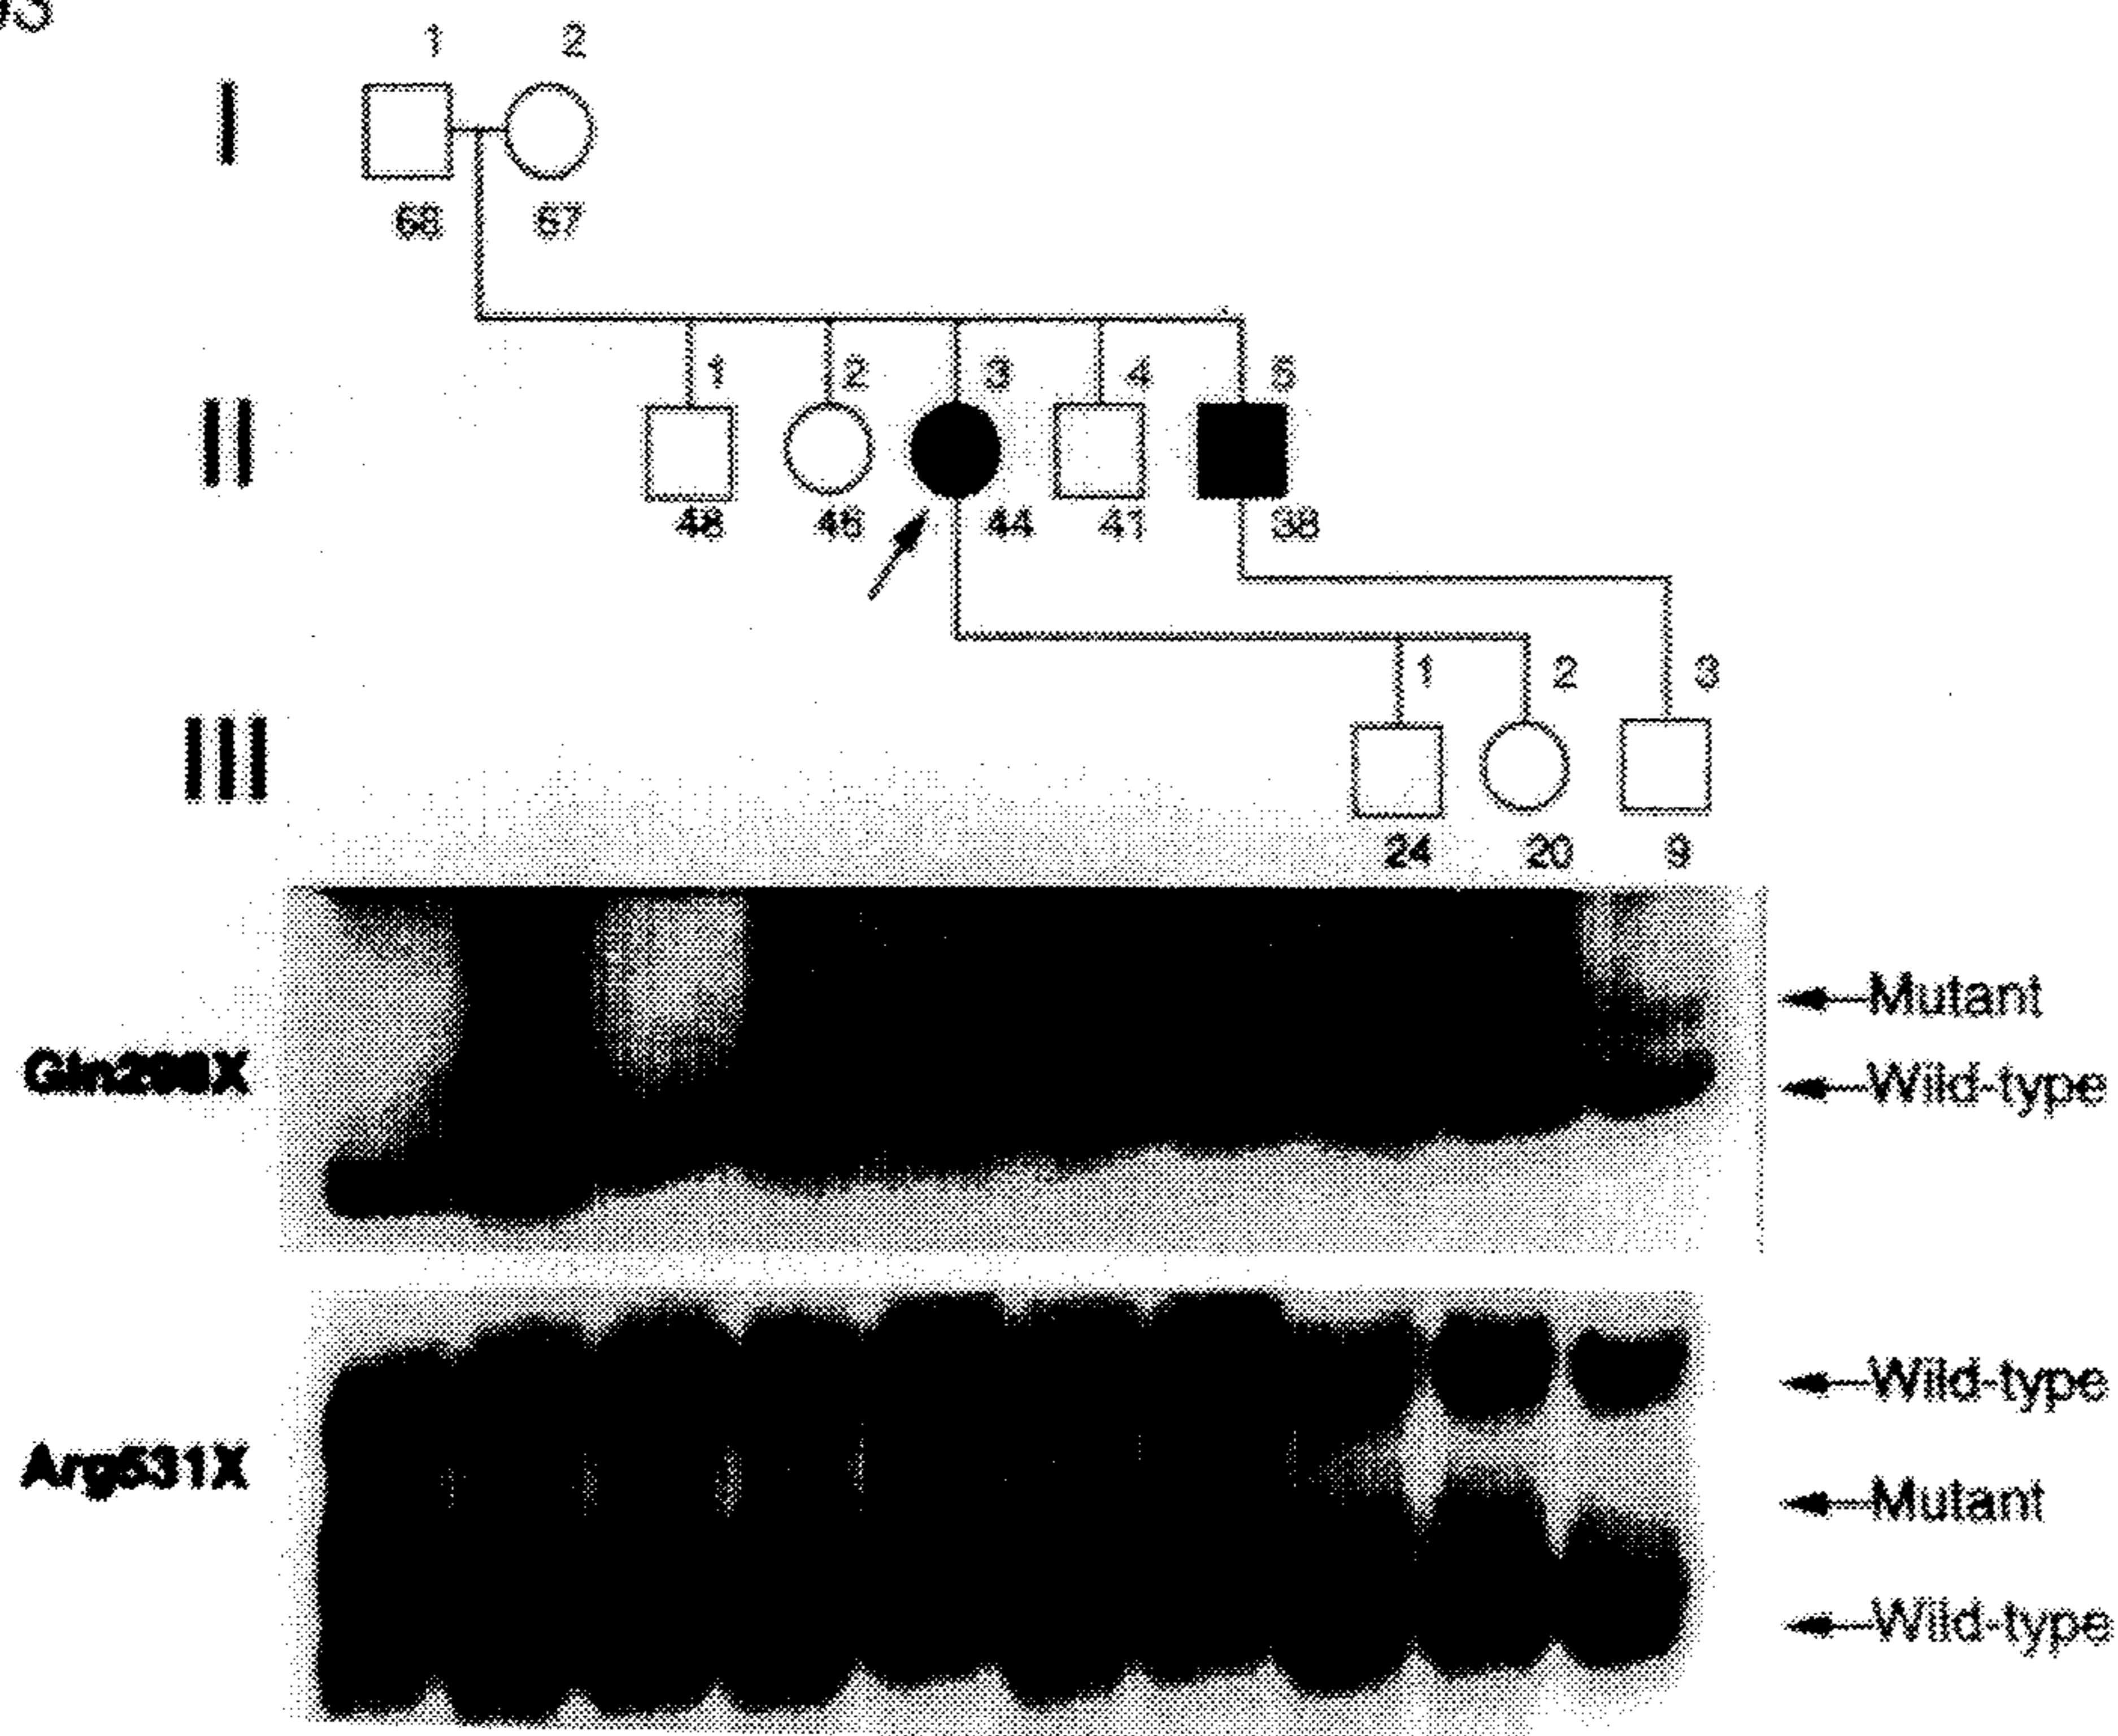 1 2
I
68 67
1 2 3 4 5
II
48 44 41 38
1 2 3
III
24 20 9
Mutant
Wild-type
Wild-type
Arg531X
Mutant
Wild-type